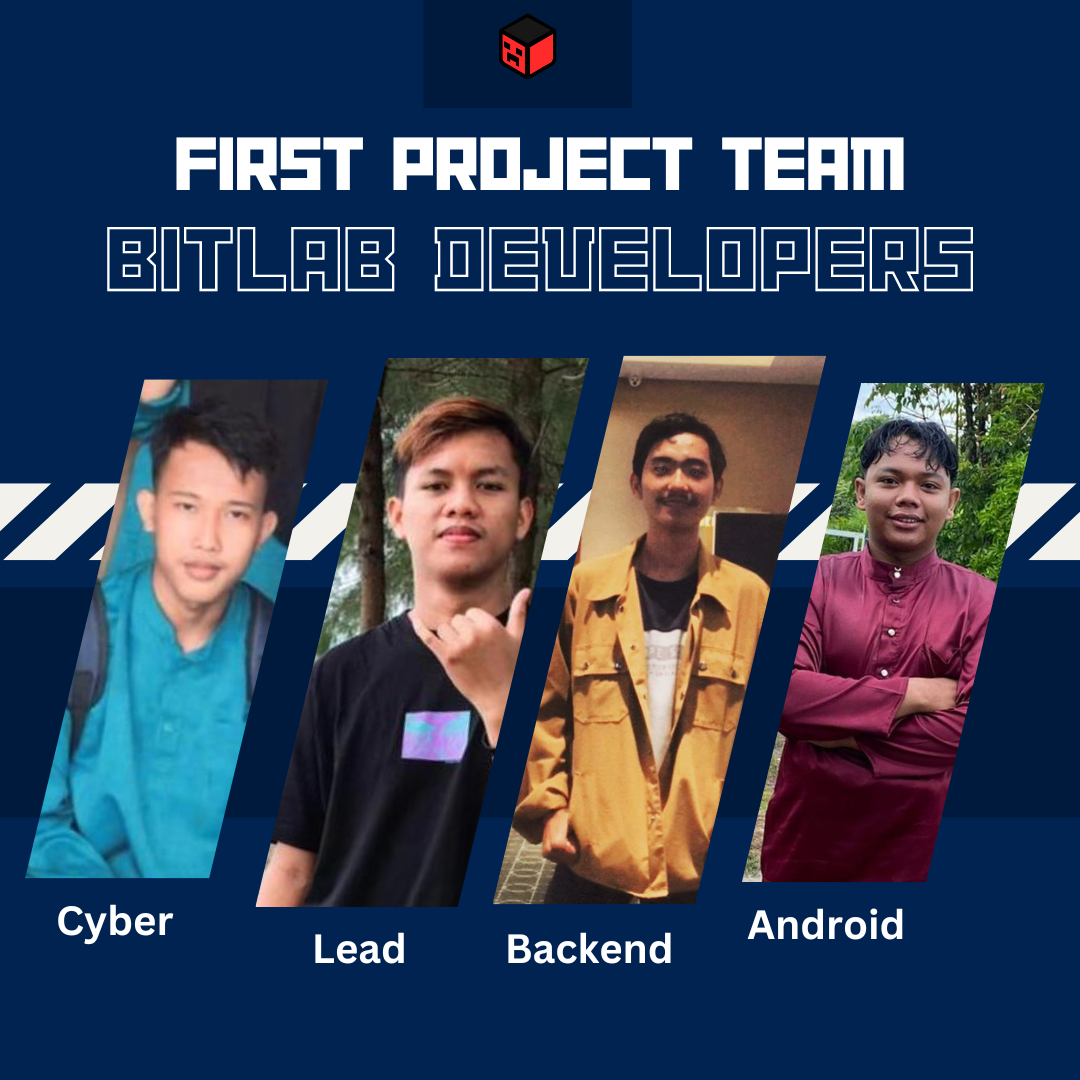 FIRST PROJECT TEAM
BITLAB DEVELOPERS
Cyber
Lead
Backend
Android